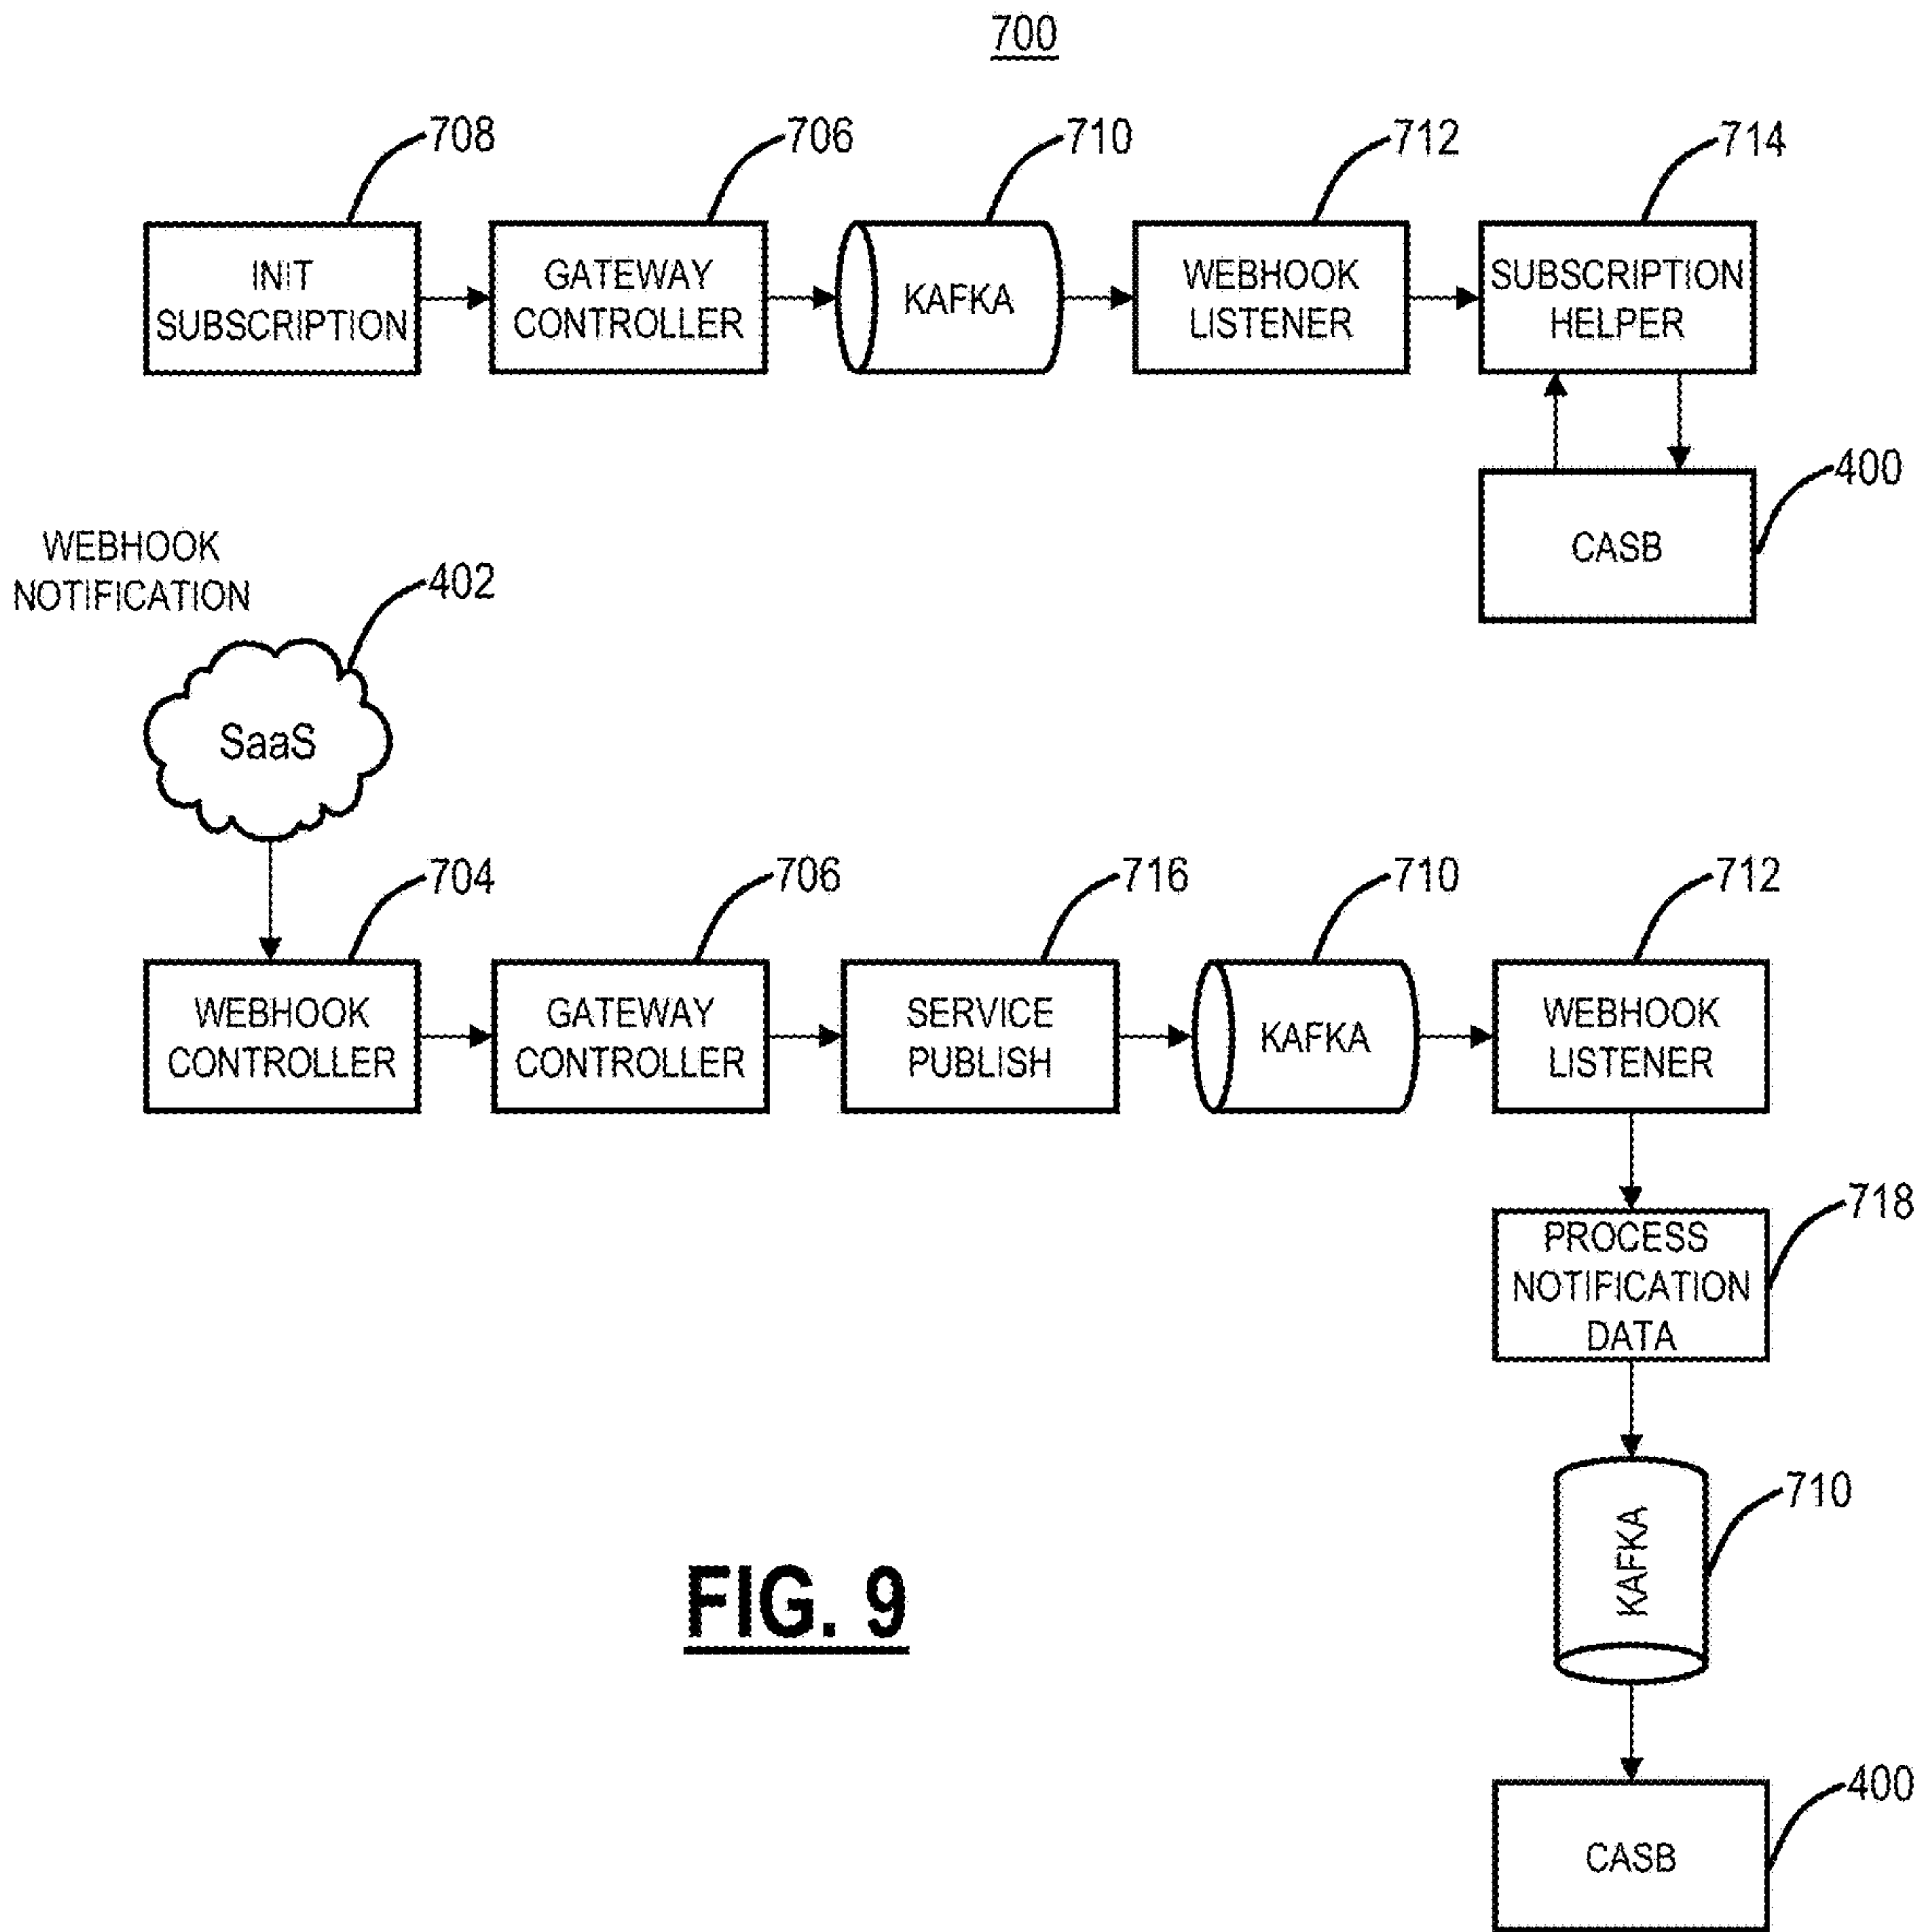 700
708
706
710
712
714
INIT
SUBSCRIPTION
GATEWAY
CONTROLLER
KAFKA
WEBHOOK
LISTENER
SUBSCRIPTION
HELPER
400
CASB
WEBHOOK
NOTIFICATION
402
SaaS
704
706
716
710
712
WEBHOOK
CONTROLLER
GATEWAY
CONTROLLER
SERVICE
PUBLISH
KAFKA
WEBHOOK
LISTENER
718
PROCESS
NOTIFICATION
DATA
710
KAFKA
FIG. 9
400
CASB